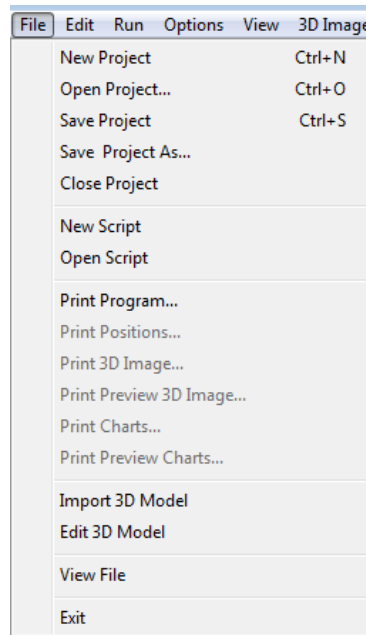 File Edit Run Options View 3D Image
New Project Ctrl+N
Open Project... Ctrl+O
Save Project Ctrl+S
Save Project As...
Close Project
New Script
Open Script
Print Program...
Print Positions...
Print 3D Image...
Print Preview 3D Image...
Print Charts...
Print Preview Charts...
Import 3D Model
Edit 3D Model
View File
Exit